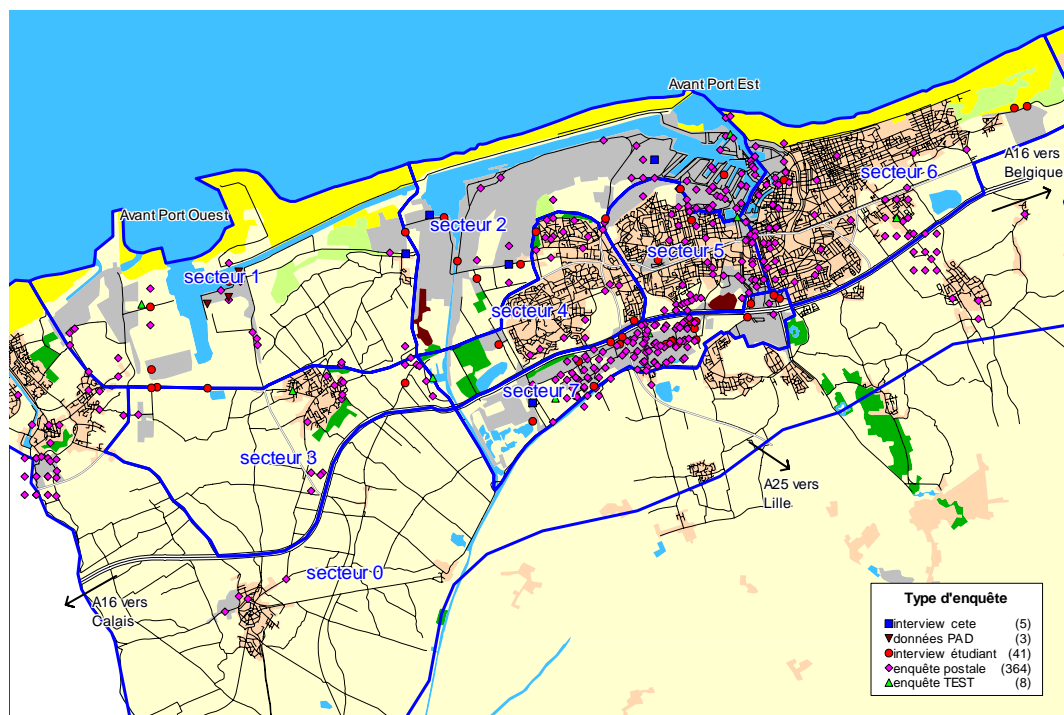 Avant Port Est
A16 vers
Belgique
secteur 6
Avant Port Ouest
secteur 2
secteur 1
secteur 5
secteur 4
secteur 7
secteur 3
A25 vers
Lille
secteur 0
A16 vers
Calais
Type d'enquête
interview cete (5)
données PAD (3)
interview étudiant (41)
enquête postale (364)
enquête TEST (8)